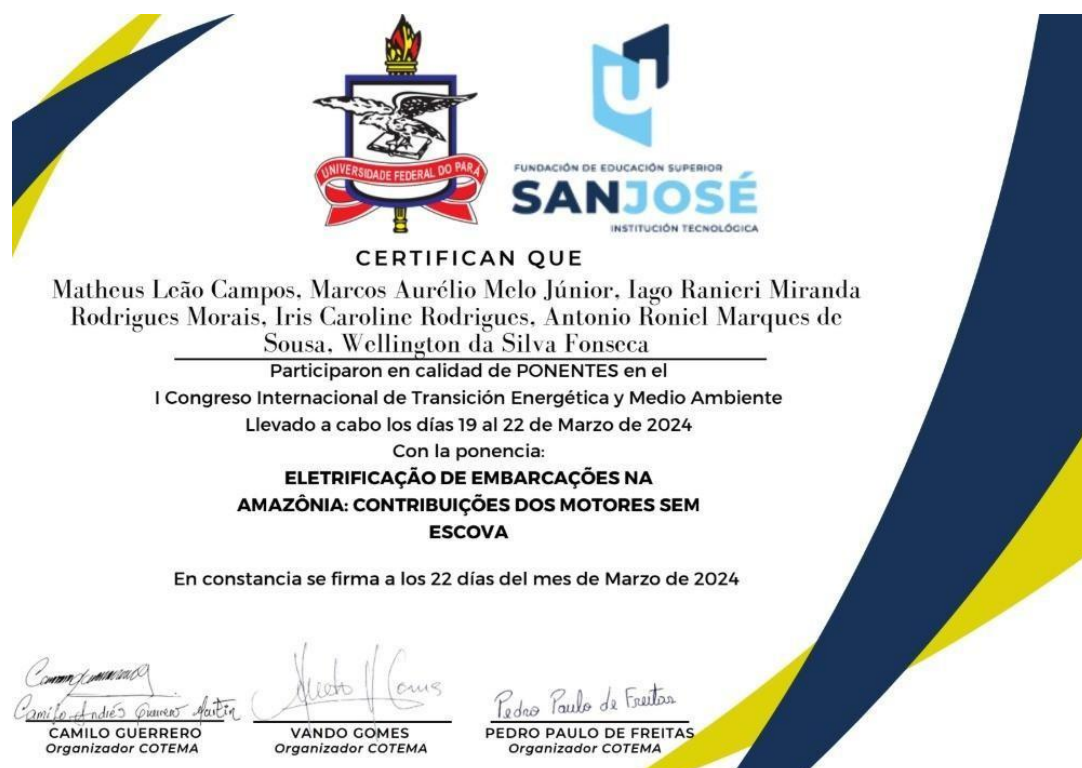 UNIVERSIDADE FEDERAL DO PARÁ
FUNDACIÓN DE EDUCACIÓN SUPERIOR
SANJOSÉ
INSTITUCIÓN TECNOLÓGICA
CERTIFICAN QUE
Matheus Leão Campos, Marcos Aurélio Melo Júnior, Iago Ranieri Miranda
Rodrigues Morais, Iris Caroline Rodrigues, Antonio Roniel Marques de
Sousa, Wellington da Silva Fonseca
Participaron en calidad de PONENTES en el
I Congreso Internacional de Transición Energética y Medio Ambiente
Llevado a cabo los días 19 al 22 de Marzo de 2024
Con la ponencia:
ELETRIFICAÇÃO DE EMBARCAÇÕES NA
AMAZÔNIA: CONTRIBUIÇÕES DOS MOTORES SEM
ESCOVA
En constancia se firma a los 22 días del mes de Marzo de 2024
Camilo Andrés Guerrero Martin
Pedro Paulo de Freitas
CAMILO GUERRERO
Organizador COTEMA
VANDO GOMES
Organizador COTEMA
PEDRO PAULO DE FREITAS
Organizador COTEMA